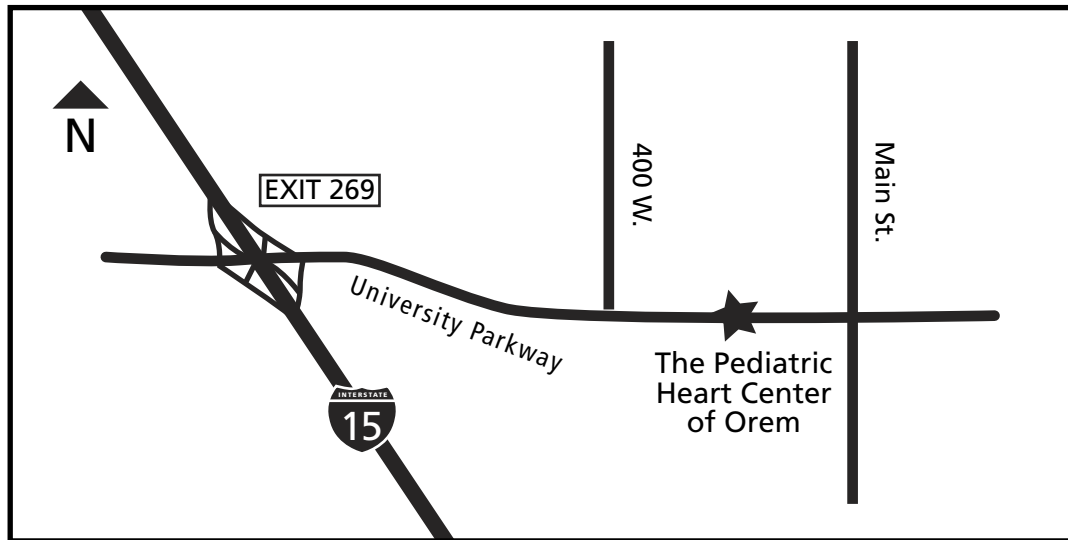 N
EXIT 269
400 W.
Main St.
University Parkway
The Pediatric
Heart Center
of Orem
INTERSTATE
15